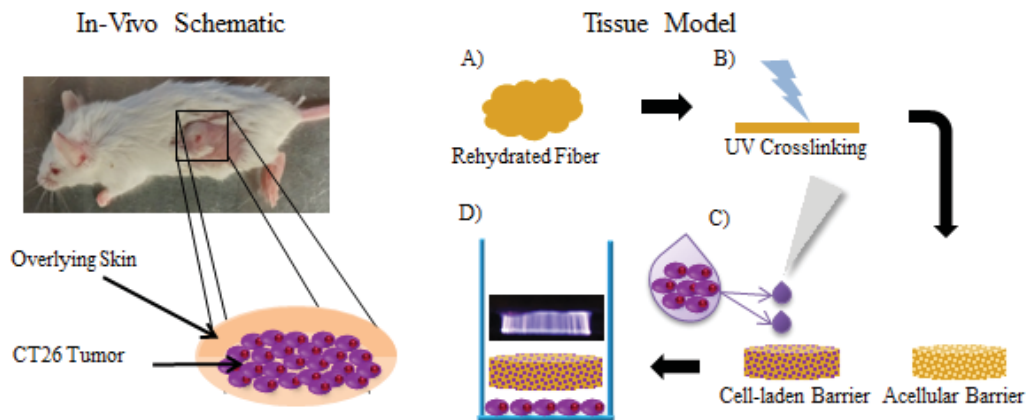 In-Vivo Schematic
Overlying Skin
CT26 Tumor
Tissue Model
A)
Rehydrated Fiber
B)
UV Crosslinking
C)
Cell-laden Barrier
Acellular Barrier
D)